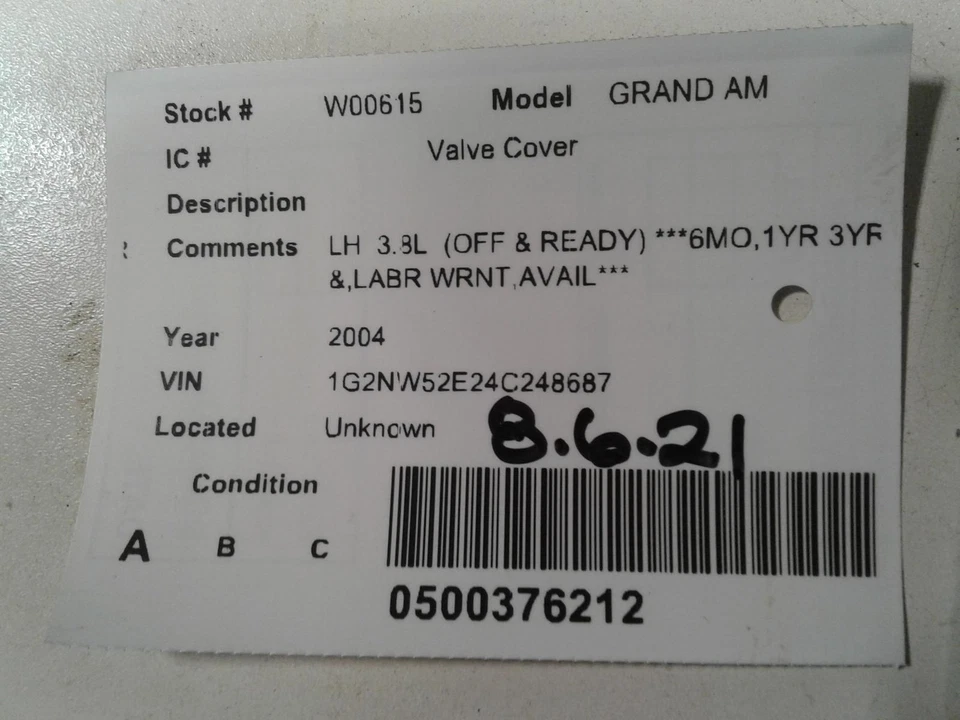 Stock # W00615 Model GRAND AM
IC # Valve Cover
Description
Comments LH 3.8L (OFF & READY) ***6MO,1YR 3YR
&,LABR WRNT,AVAIL***
Year 2004
VIN 1G2NW52E24C248687
Located Unknown
8.6.21
Condition
A B C
0500376212